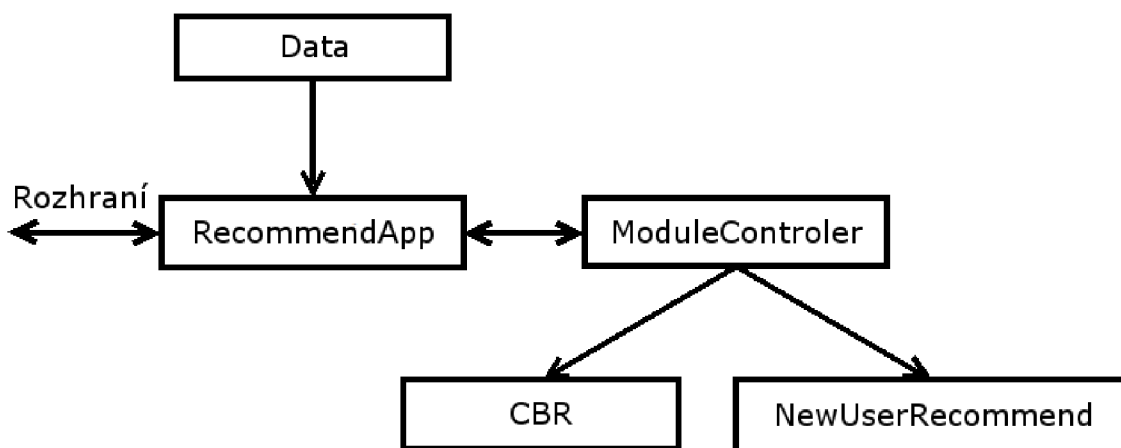 Data
Rozhraní
RecommendApp
ModuleControler
CBR
NewUserRecommend